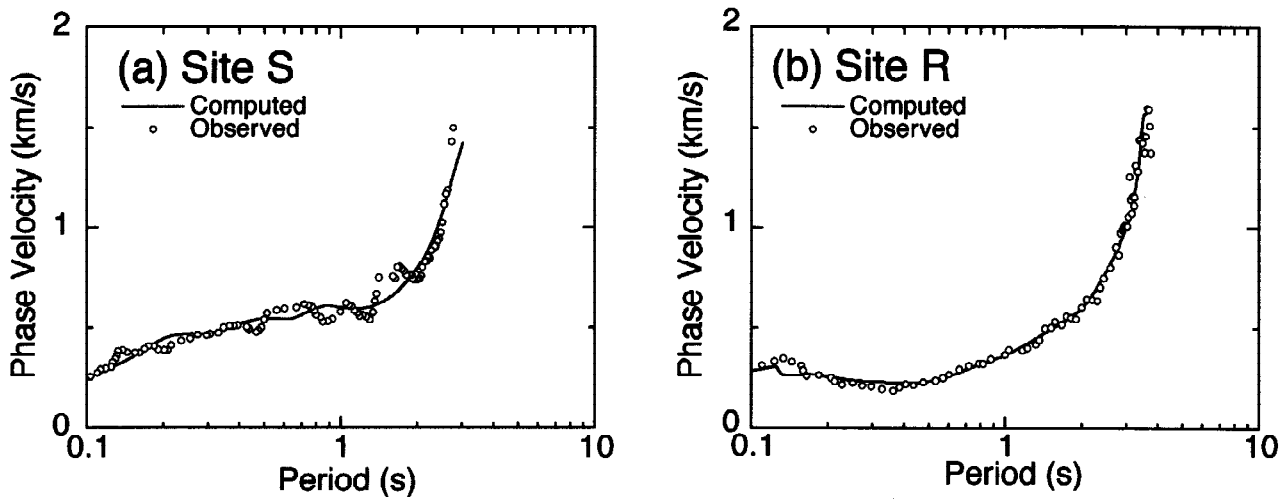 (a) Site S
Computed
Observed
Phase Velocity (km/s)
2
1
0
0.1
1
10
Period (s)
(b) Site R
Computed
Observed
Phase Velocity (km/s)
2
1
0
0.1
1
10
Period (s)